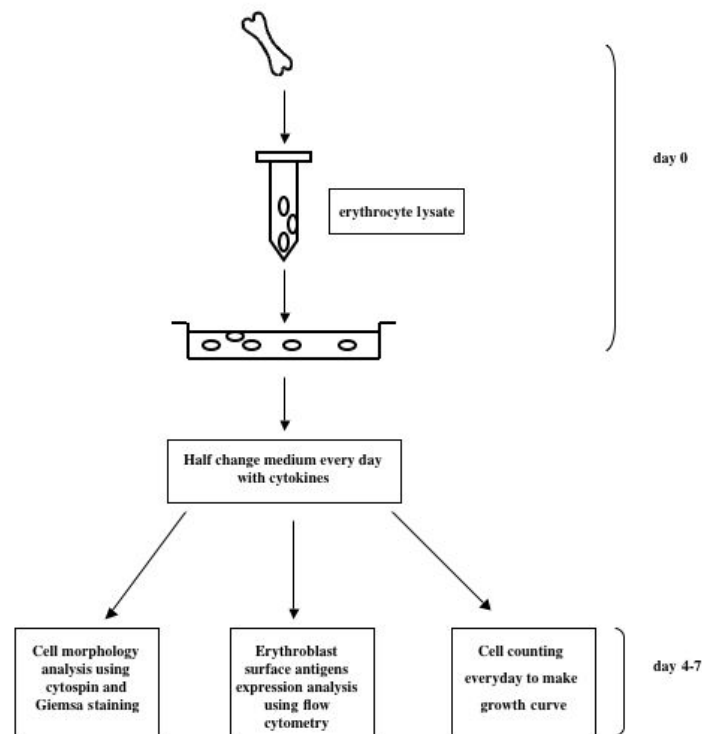 day 0
erythrocyte lysate
Half change medium every day
with cytokines
Cell morphology
analysis using
cytospin and
Giemsa staining
Erythroblast
surface antigens
expression analysis
using flow
cytometry
Cell counting
everyday to make
growth curve
day 4-7